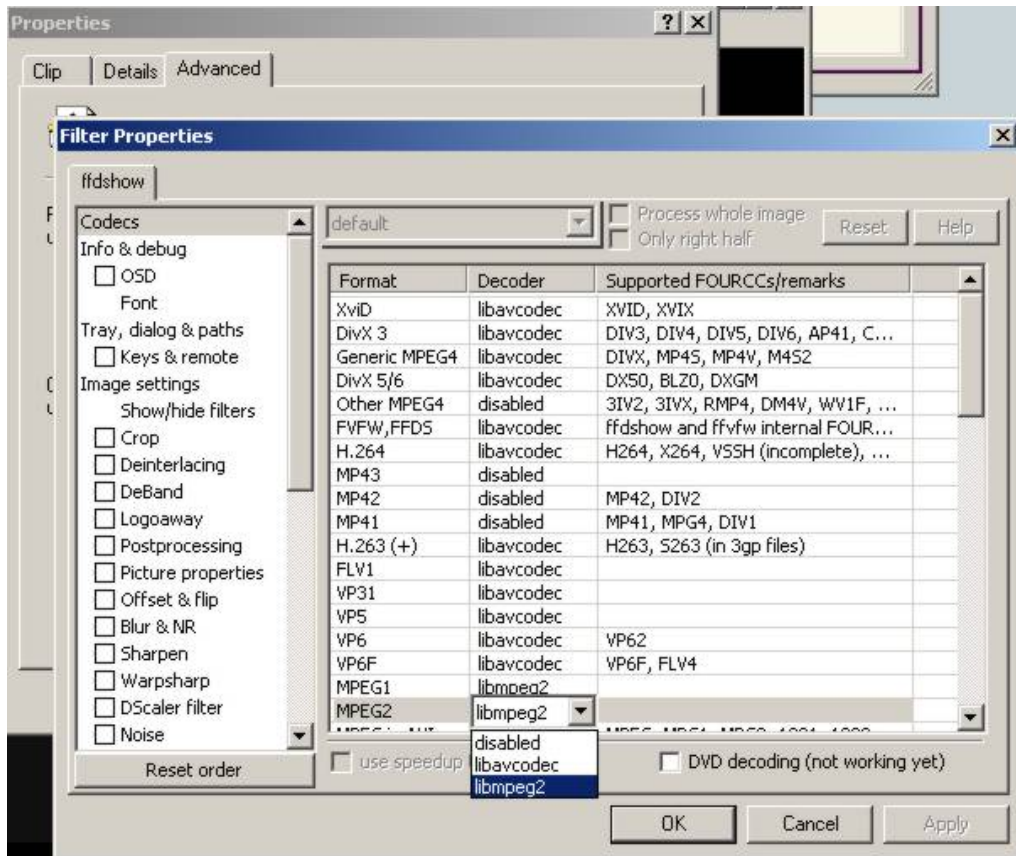 Properties
Clip Details Advanced
Filter Properties
ffdshow
Codecs
Info & debug
OSD
Font
Tray, dialog & paths
Keys & remote
Image settings
Show/hide filters
Crop
Deinterlacing
DeBand
Logoaway
Postprocessing
Picture properties
Offset & flip
Blur & NR
Sharpen
Warpsharp
DScaler filter
Noise
Reset order
default
Process whole image
Only right half
Reset
Help
Format Decoder Supported FOURCCs/remarks
XviD libavcodec XVID, XVIX
DivX 3 libavcodec DIV3, DIV4, DIV5, DIV6, AP41, C...
Generic MPEG4 libavcodec DIVX, MP4S, MP4V, M4S2
DivX 5/6 libavcodec DX50, BLZ0, DXGM
Other MPEG4 disabled 3IV2, 3IVX, RMP4, DM4V, WV1F, ...
FVFW,FFDS libavcodec ffdshow and ffvfw internal FOUR...
H.264 libavcodec H264, X264, VSSH (incomplete), ...
MP43 disabled
MP42 disabled MP42, DIV2
MP41 disabled MP41, MPG4, DIV1
H.263 (+) libavcodec H263, S263 (in 3gp files)
FLV1 libavcodec
VP31 libavcodec
VP5 libavcodec
VP6 libavcodec VP62
VP6F libavcodec VP6F, FLV4
MPEG1 libmpeg2
MPEG2 libmpeg2
disabled
libavcodec
libmpeg2
use speedup
DVD decoding (not working yet)
OK Cancel Apply